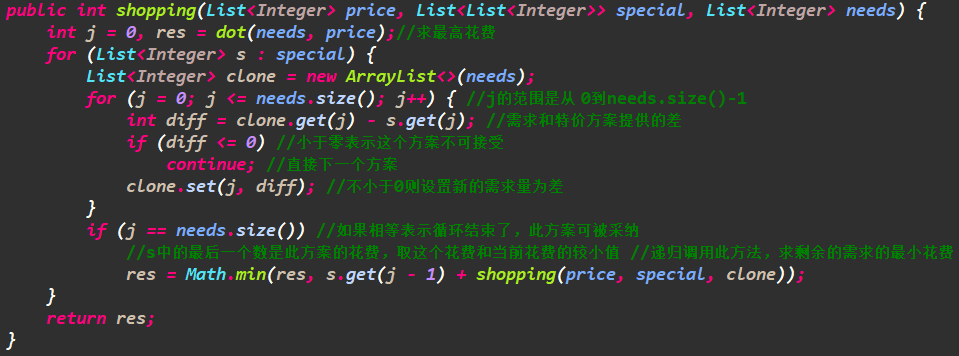 public int shopping(List<Integer> price, List<List<Integer>> special, List<Integer> needs) {
    int j = 0, res = dot(needs, price);//求最高花费
    for (List<Integer> s : special) {
        List<Integer> clone = new ArrayList<>(needs);
        for (j = 0; j <= needs.size(); j++) { //j的范围是从 0到needs.size()-1
            int diff = clone.get(j) - s.get(j); //需求和特价方案提供的差
            if (diff <= 0) //小于零表示这个方案不可接受
                continue; //直接下一个方案
            clone.set(j, diff); //不小于0则设置新的需求量为差
        }
        if (j == needs.size()) //如果相等表示循环结束了，此方案可被采纳
            //s中的最后一个数是此方案的花费，取这个花费和当前花费的较小值 //递归调用此方法，求剩余的需求的最小花费
            res = Math.min(res, s.get(j - 1) + shopping(price, special, clone));
    }
    return res;
}